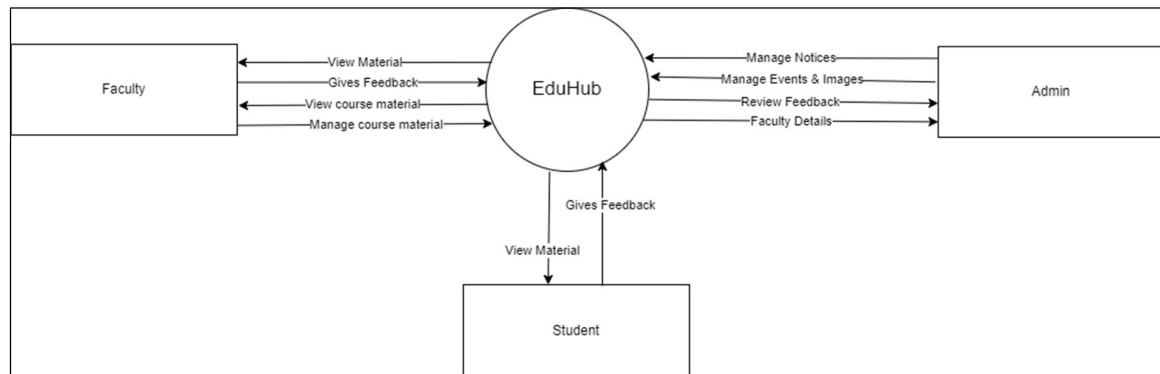 Faculty
View Material
Gives Feedback
View course material
Manage course material
EduHub
Manage Notices
Manage Events & Images
Review Feedback
Faculty Details
Admin
Gives Feedback
View Material
Student